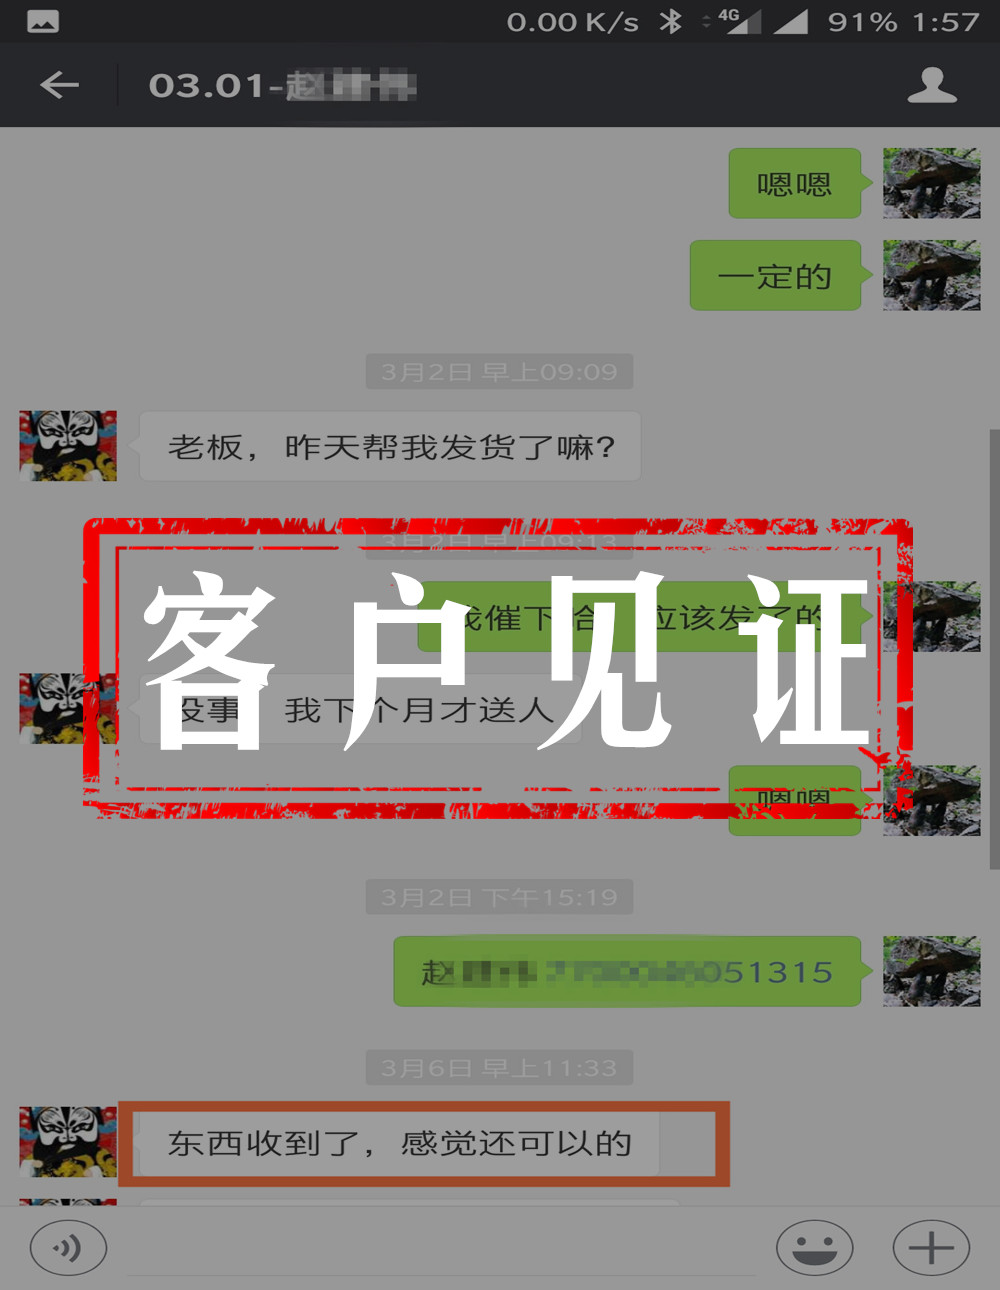 0.00 K/s 4G 91% 1:57
03.01-赵
嗯嗯
一定的
3月2日 早上09:09
老板，昨天帮我发货了嘛?
3月2日 早上09:13
我催下哈 应该发了的
客户见证
没事 我下个月才送人
嗯嗯
3月2日 下午15:19
赵 051315
3月6日 早上11:33
东西收到了，感觉还可以的